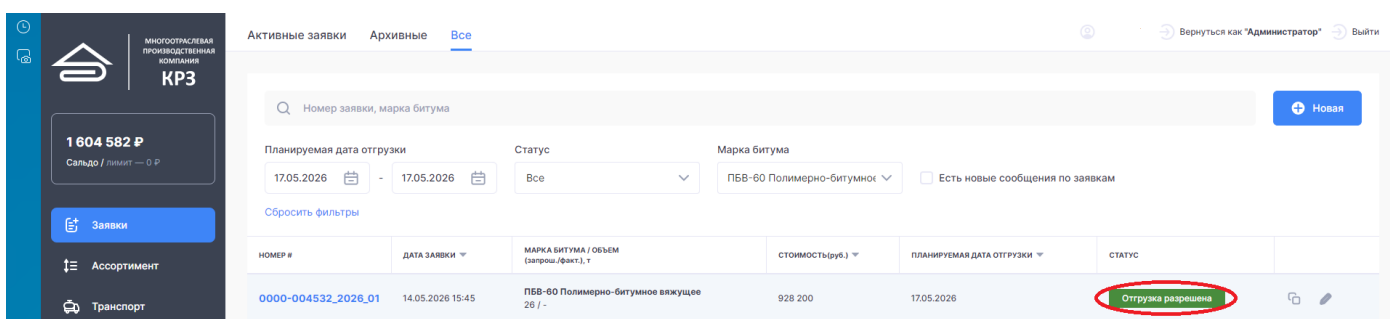 МНОГООТРАСЛЕВАЯ
ПРОИЗВОДСТВЕННАЯ
КОМПАНИЯ
КРЗ
Активные заявки Архивные Все
Вернуться как "Администратор" Выйти
Номер заявки, марка битума
Новая
1 604 582 ₽
Сальдо / лимит — 0 ₽
Планируемая дата отгрузки Статус Марка битума
17.05.2026 - 17.05.2026 Все ПБВ-60 Полимерно-битумное Есть новые сообщения по заявкам
Сбросить фильтры
Заявки
Ассортимент
Транспорт
НОМЕР # ДАТА ЗАЯВКИ МАРКА БИТУМА / ОБЪЕМ СТОИМОСТЬ(руб.) ПЛАНИРУЕМАЯ ДАТА ОТГРУЗКИ СТАТУС
(запрош./факт.), т
0000-004532_2026_01 14.05.2026 15:45 ПБВ-60 Полимерно-битумное вяжущее 928 200 17.05.2026 Отгрузка разрешена
26 / -